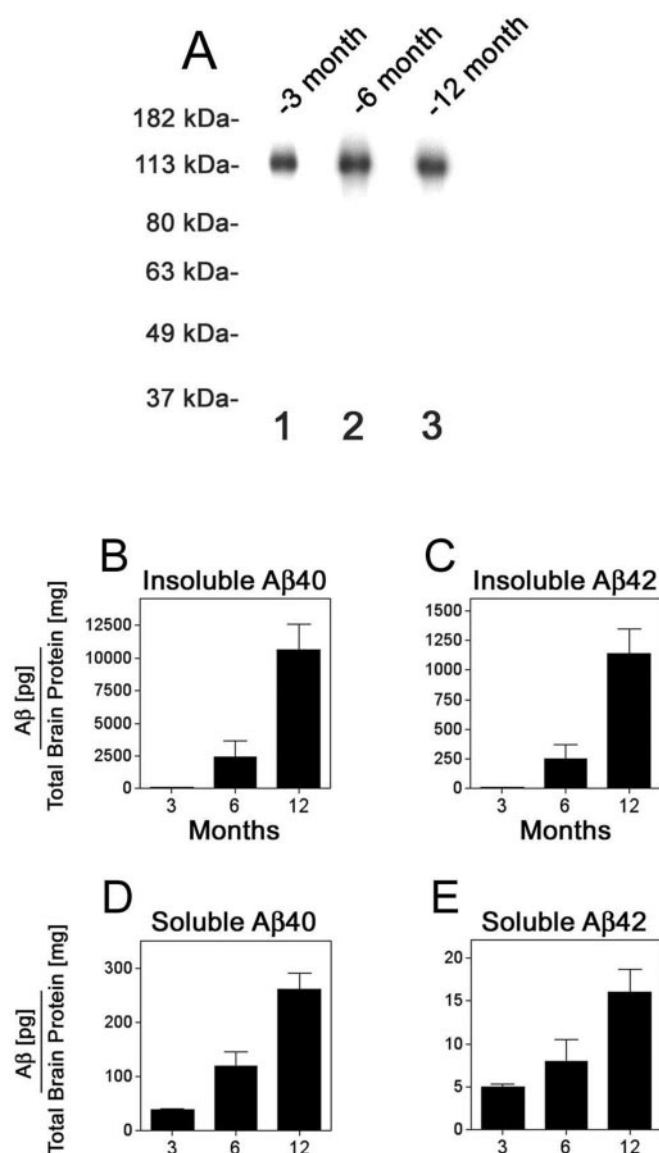 A
-3 month
-6 month
-12 month
182 kDa-
113 kDa-
80 kDa-
63 kDa-
49 kDa-
37 kDa-
1 2 3
B
Insoluble Aβ40
Aβ [pg]
Total Brain Protein [mg]
12500
10000
7500
5000
2500
0
3 6 12
Months
C
Insoluble Aβ42
1500
1250
1000
750
500
250
0
3 6 12
Months
D
Soluble Aβ40
Aβ [pg]
Total Brain Protein [mg]
300
200
100
0
3 6 12
E
Soluble Aβ42
20
15
10
5
0
3 6 12